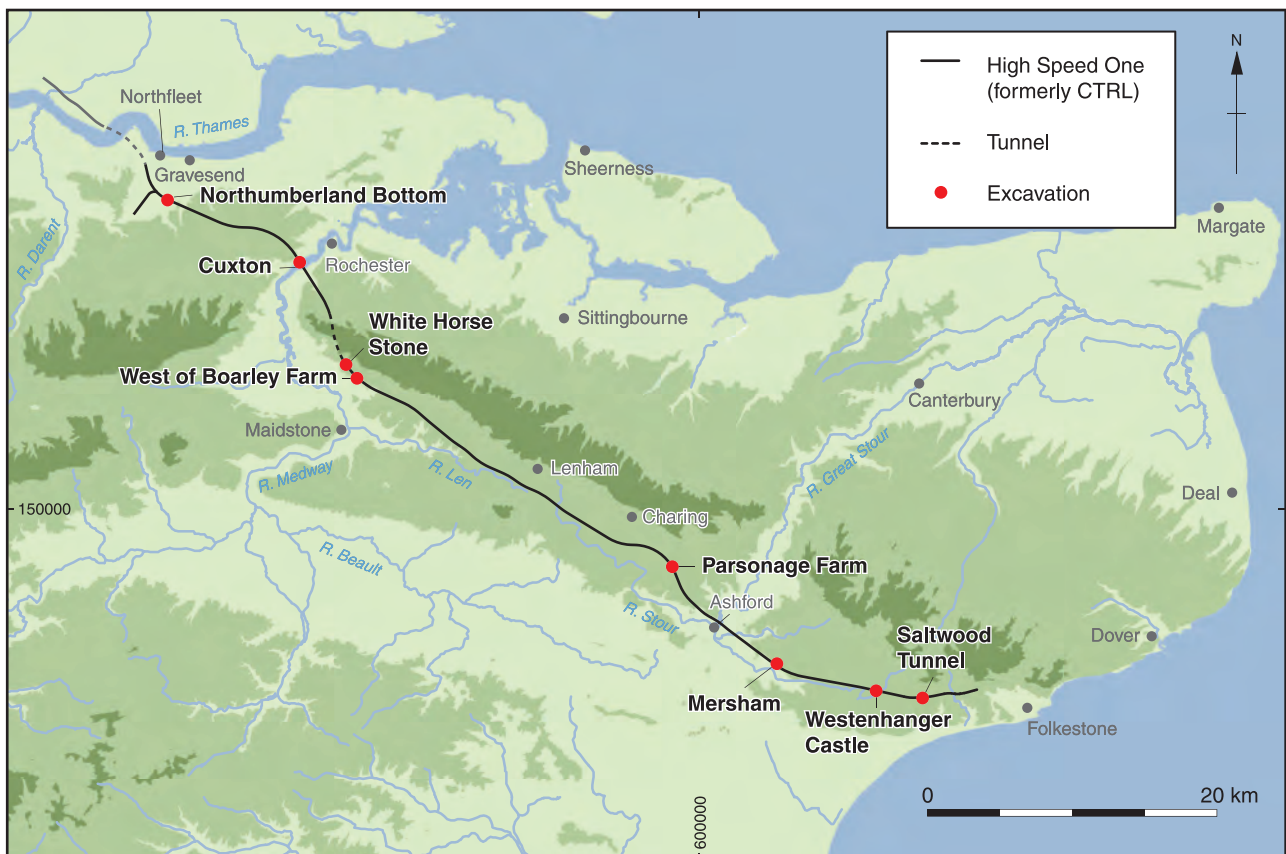 High Speed One
(formerly CTRL)
Tunnel
Excavation
N
Northfleet
R. Thames
Gravesend
Sheerness
Northumberland Bottom
Margate
R. Darent
Cuxton
Rochester
White Horse
Stone
Sittingbourne
West of Boarley Farm
Canterbury
Maidstone
R. Medway
R. Len
Lenham
R. Great Stour
Deal
150000
Charing
R. Beault
Parsonage Farm
Ashford
R. Stour
Saltwood
Tunnel
Dover
Mersham
Westenhanger
Castle
Folkestone
600000
0
20 km